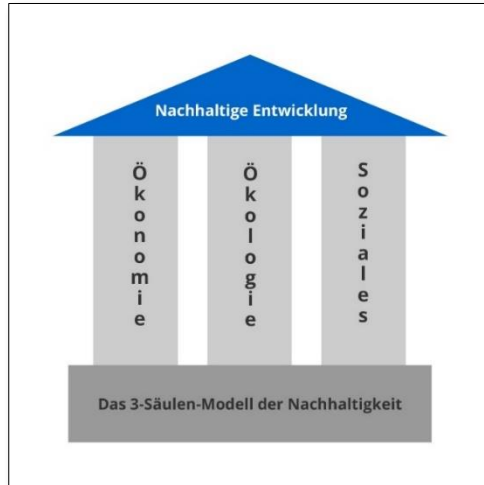 Nachhaltige Entwicklung
Ökonomie
Ökologie
Soziales
Das 3-Säulen-Modell der Nachhaltigkeit